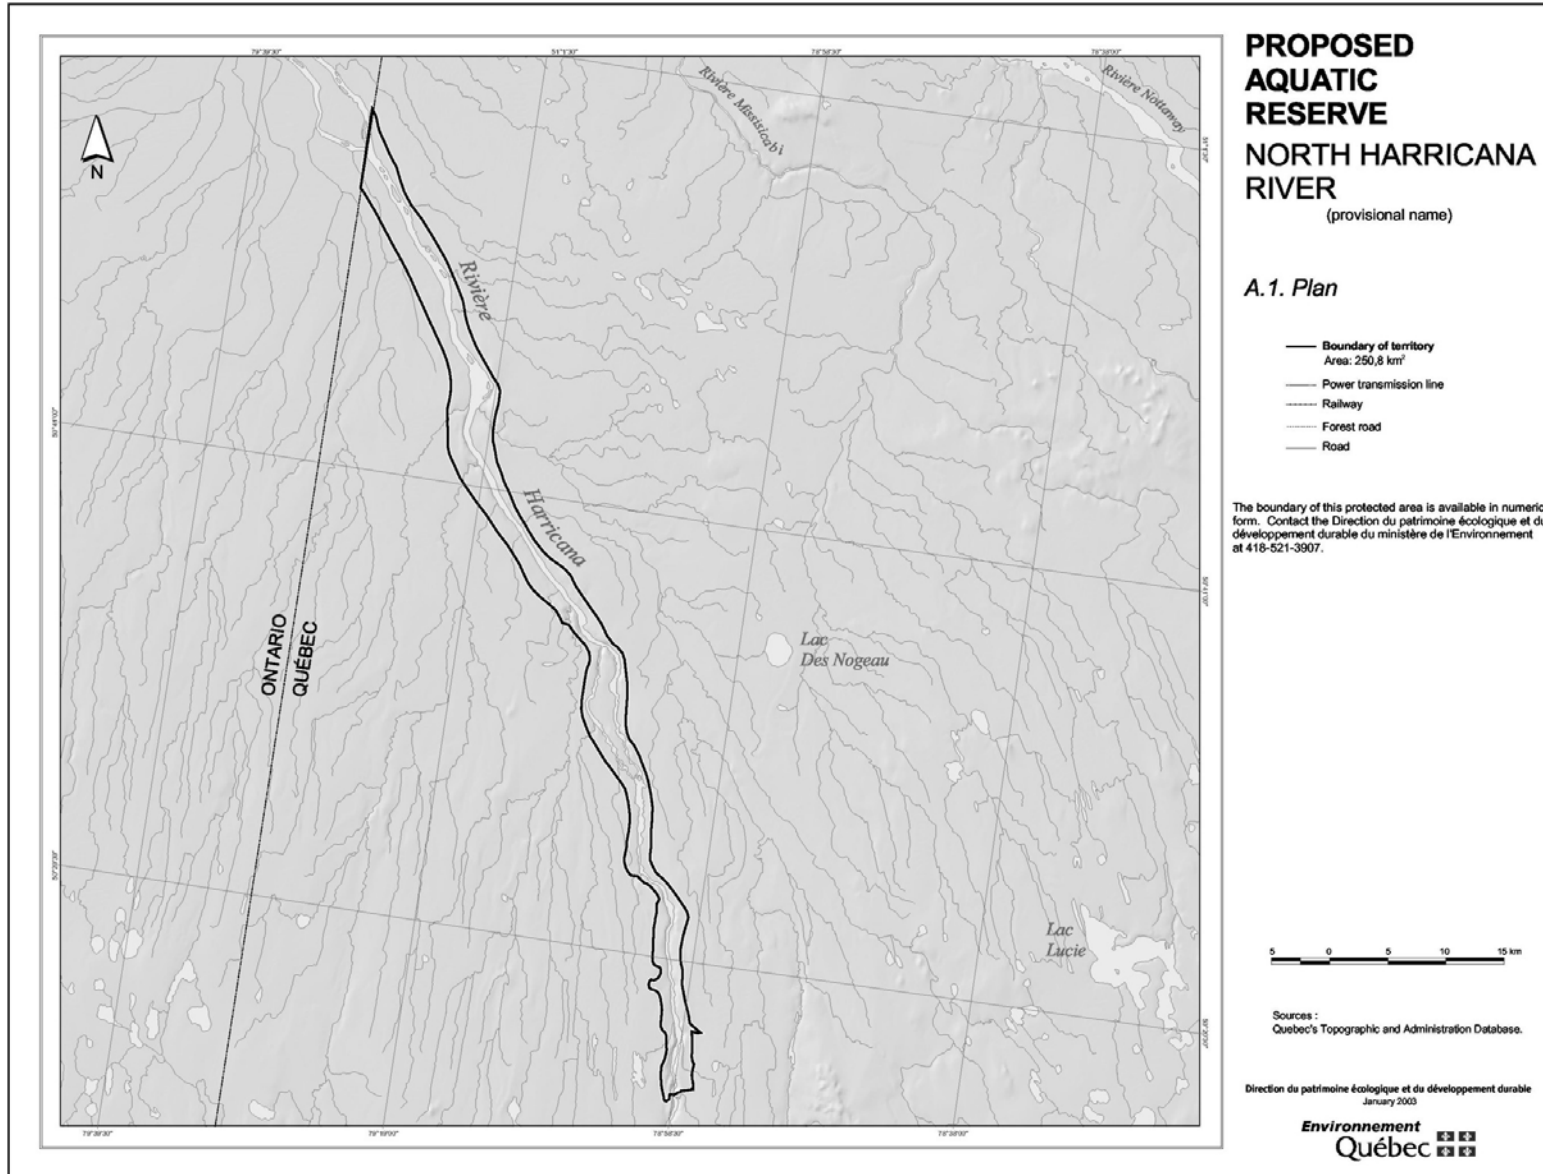 PROPOSED
AQUATIC
RESERVE
NORTH HARRICANA
RIVER
(provisional name)
A.1. Plan
Boundary of territory
Area: 250,8 km²
Power transmission line
Railway
Forest road
Road
The boundary of this protected area is available in numeric
form. Contact the Direction du patrimoine écologique et du
développement durable du ministère de l'Environnement
at 418-521-3907.
5 0 5 10 15 km
Sources :
Quebec's Topographic and Administration Database.
Direction du patrimoine écologique et du développement durable
January 2003
Environnement
Québec
N
Rivière Missisicabi
Rivière Nottaway
Rivière
Harricana
ONTARIO
QUÉBEC
Lac
Des Nogeau
Lac
Lucie